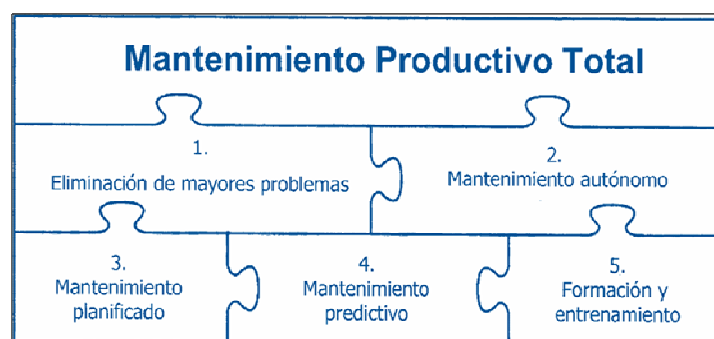 Mantenimiento Productivo Total
1.
Eliminación de mayores problemas
2.
Mantenimiento autónomo
3.
Mantenimiento
planificado
4.
Mantenimiento
predictivo
5.
Formación y
entrenamiento